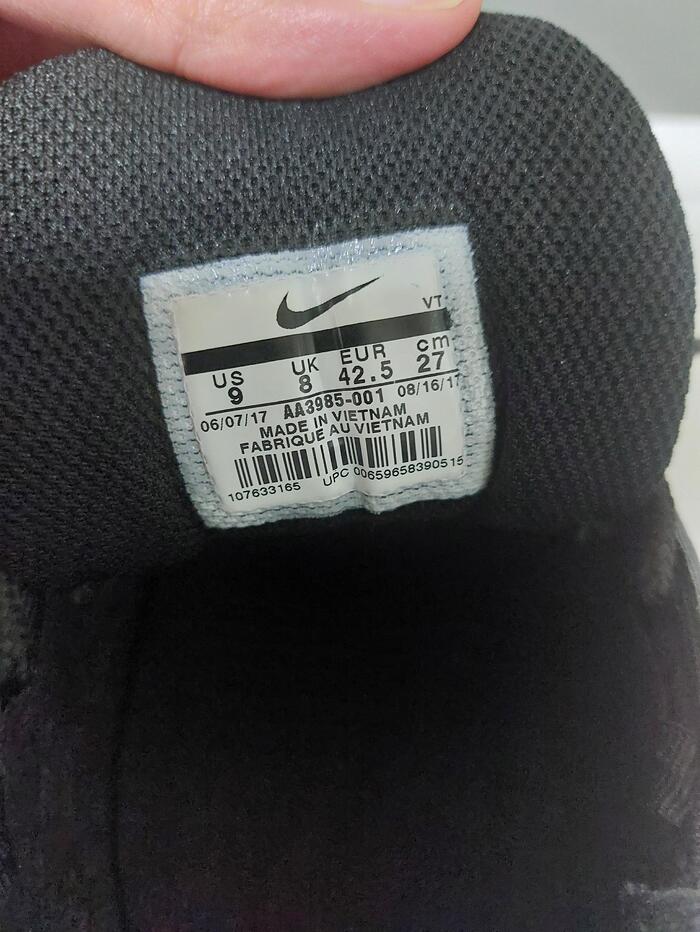 VT
US UK EUR cm
9 8 42.5 27
06/07/17 AA3985-001 08/16/17
MADE IN VIETNAM
FABRIQUE AU VIETNAM
107633165 UPC 00659658390515